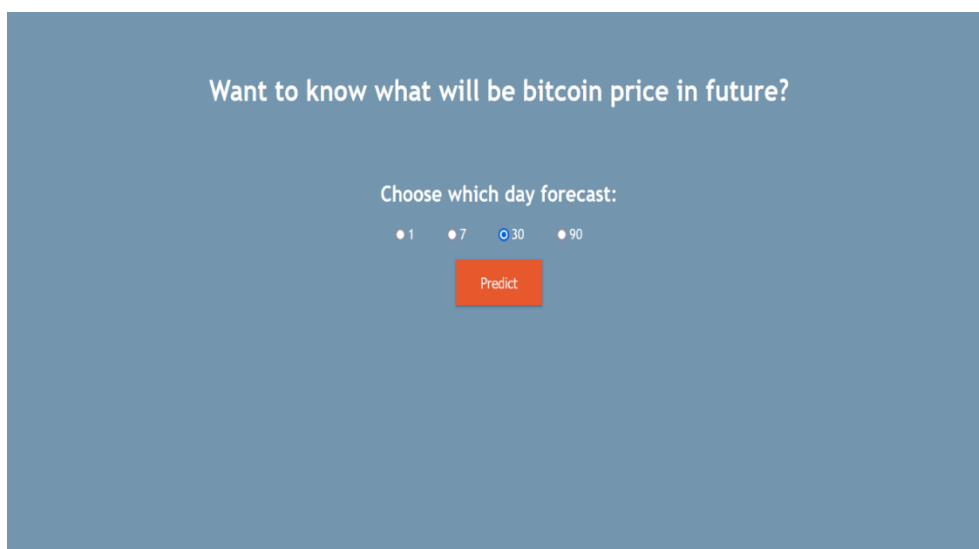 Want to know what will be bitcoin price in future?
Choose which day forecast:
1 7 30 90
Predict